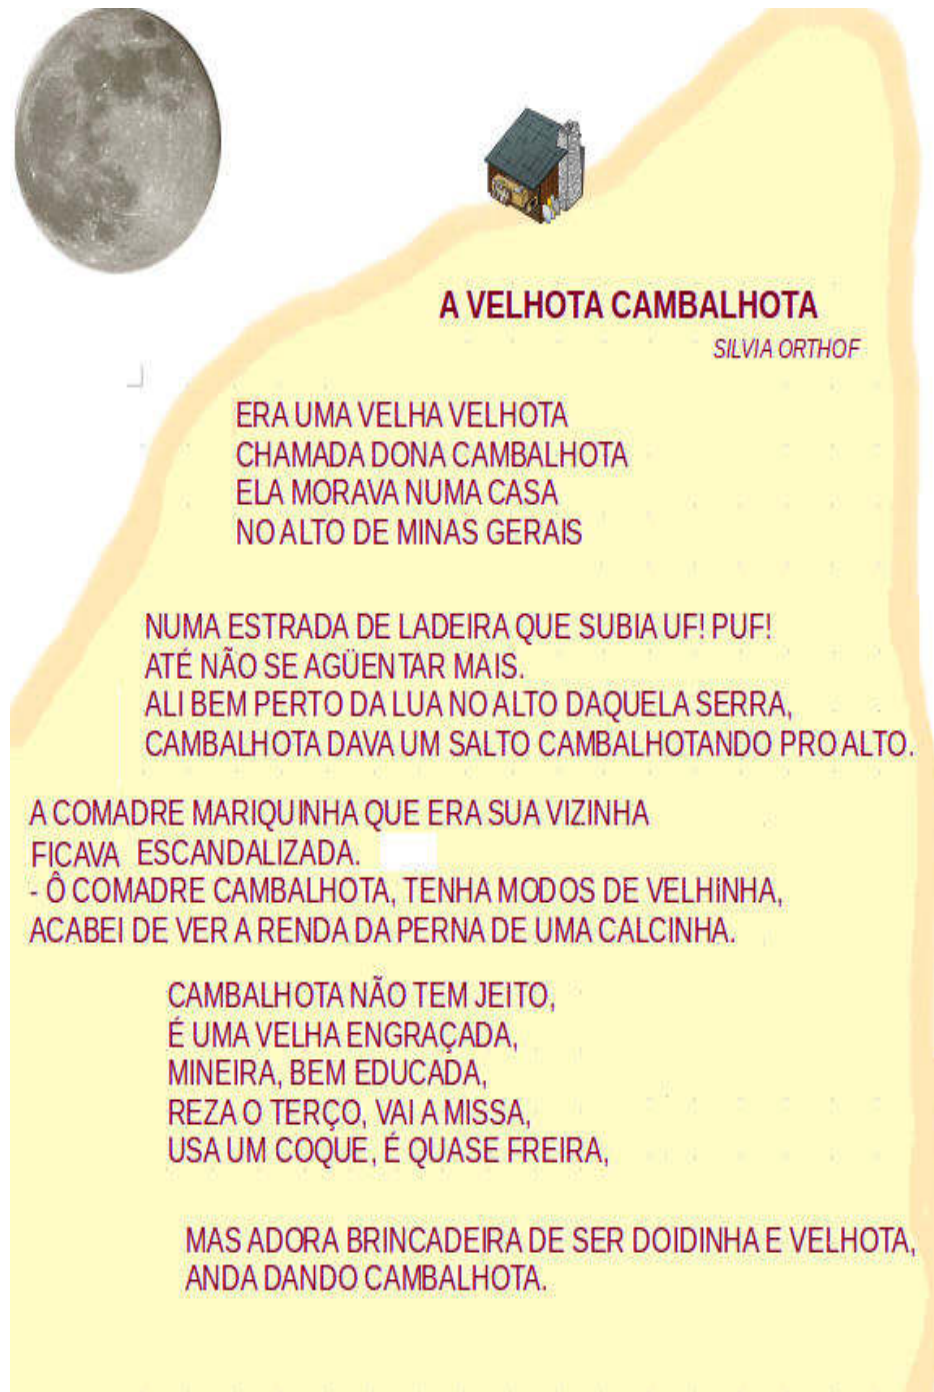 A VELHOTA CAMBALHOTA
SILVIA ORTHOF
ERA UMA VELHA VELHOTA
CHAMADA DONA CAMBALHOTA
ELA MORAVA NUMA CASA
NO ALTO DE MINAS GERAIS
NUMA ESTRADA DE LADEIRA QUE SUBIA UF! PUF!
ATÉ NÃO SE AGÜENTAR MAIS.
ALI BEM PERTO DA LUA NO ALTO DAQUELA SERRA,
CAMBALHOTA DAVA UM SALTO CAMBALHOTANDO PRO ALTO.
A COMADRE MARIQUINHA QUE ERA SUA VIZINHA
FICAVA ESCANDALIZADA.
- Ô COMADRE CAMBALHOTA, TENHA MODOS DE VELHiNHA,
ACABEI DE VER A RENDA DA PERNA DE UMA CALCINHA.
CAMBALHOTA NÃO TEM JEITO,
É UMA VELHA ENGRAÇADA,
MINEIRA, BEM EDUCADA,
REZA O TERÇO, VAI A MISSA,
USA UM COQUE, É QUASE FREIRA,
MAS ADORA BRINCADEIRA DE SER DOIDINHA E VELHOTA,
ANDA DANDO CAMBALHOTA.